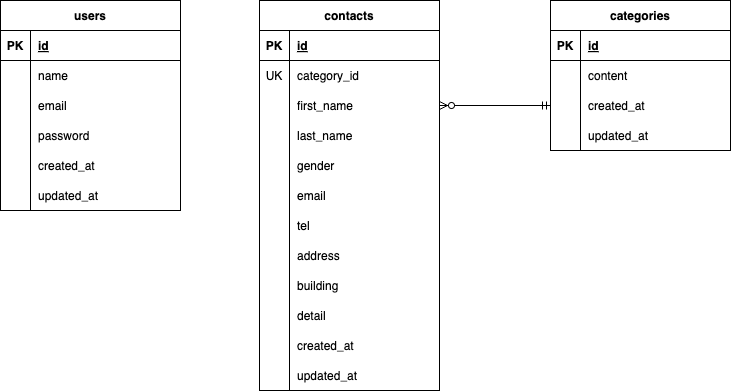 users
PK id
name
email
password
created_at
updated_at
contacts
PK id
UK category_id
first_name
last_name
gender
email
tel
address
building
detail
created_at
updated_at
categories
PK id
content
created_at
updated_at